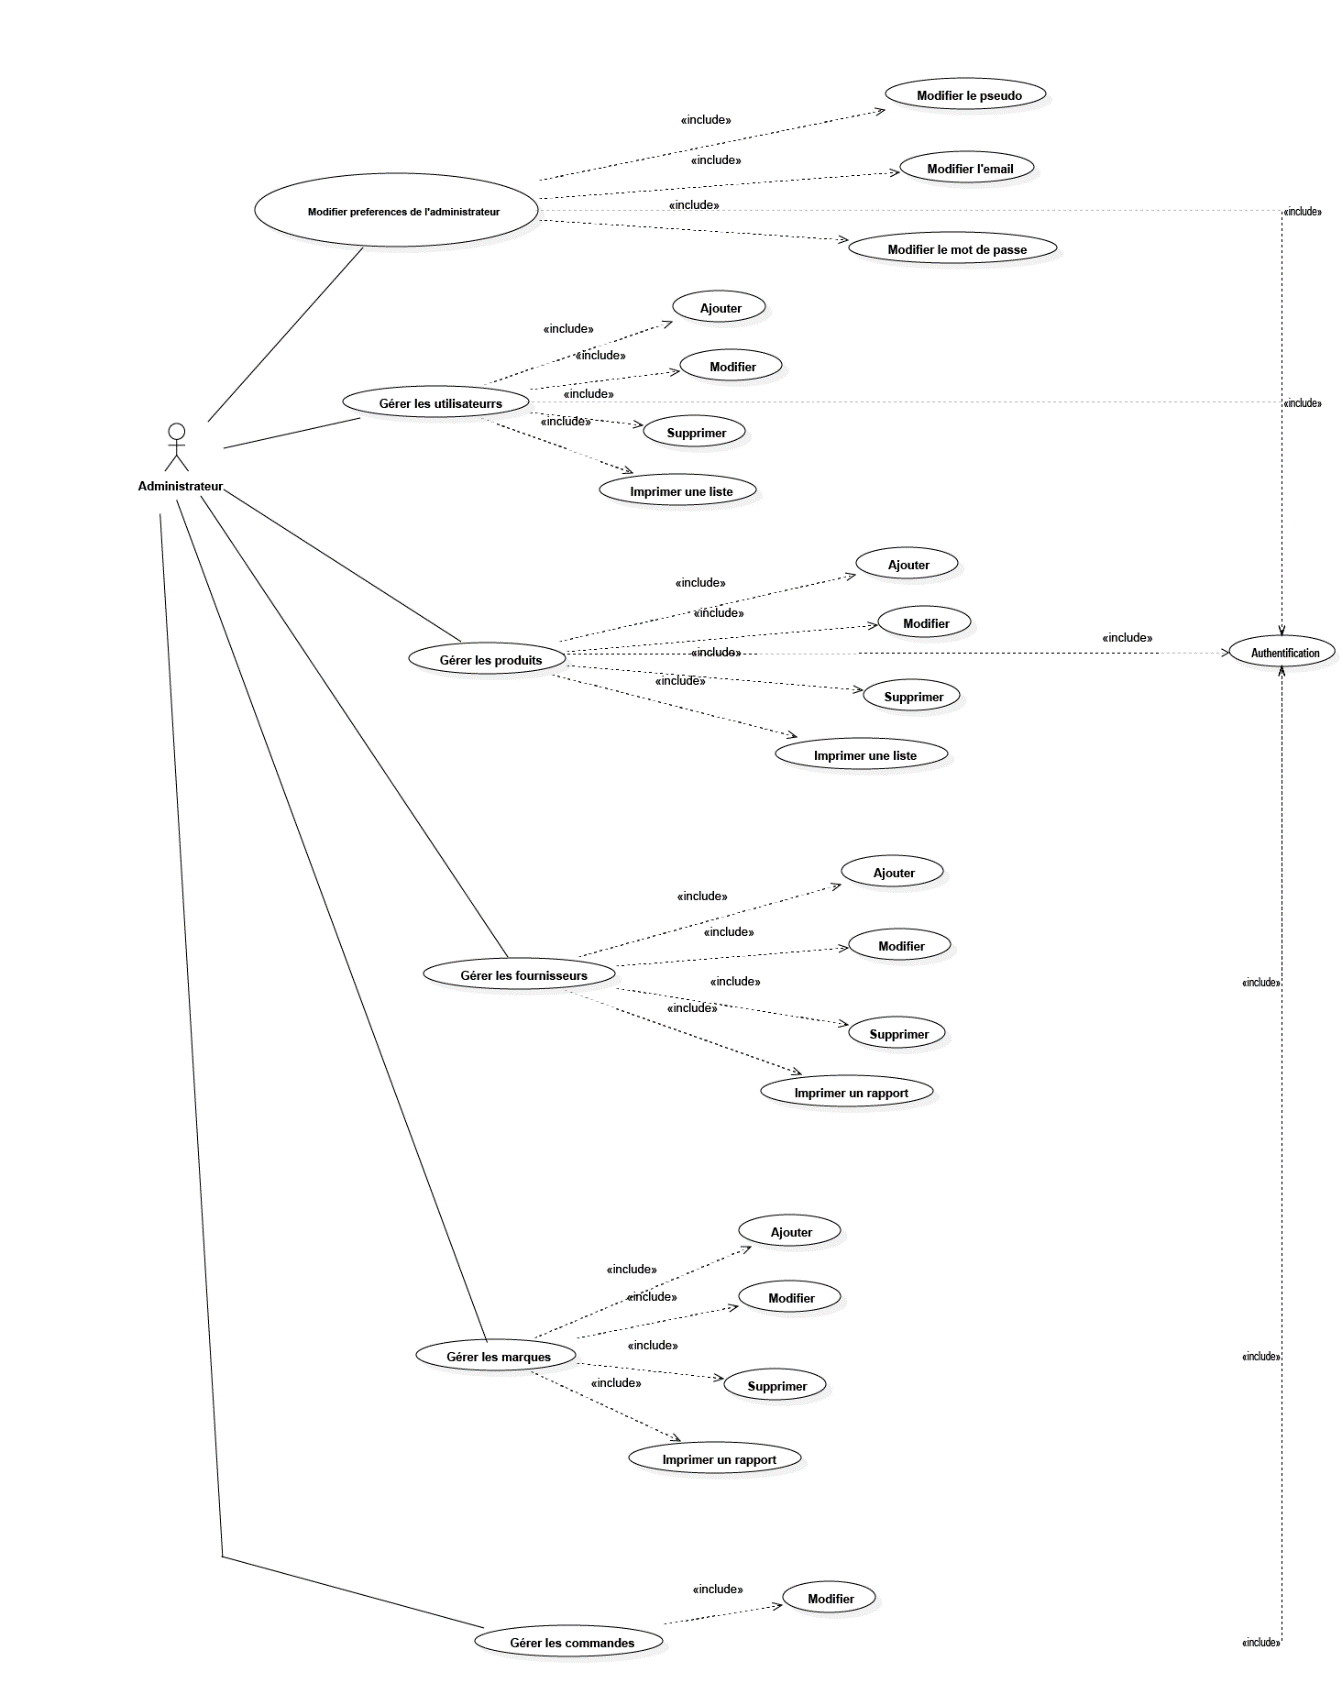 Modifier le pseudo
«include»
«include»
Modifier l'email
Modifier preferences de l'administrateur
«include»
«include»
Modifier le mot de passe
Ajouter
«include»
«include»
Modifier
«include»
Gérer les utilisateurrs
«include»
«include»
Supprimer
Administrateur
Imprimer une liste
Ajouter
«include»
«include»
Modifier
«include»
Authentification
«include»
Gérer les produits
«include»
Supprimer
Imprimer une liste
Ajouter
«include»
«include»
Modifier
Gérer les fournisseurs
«include»
«include»
«include»
Supprimer
Imprimer un rapport
Ajouter
«include»
«include»
Modifier
«include»
Gérer les marques
«include»
«include»
Supprimer
Imprimer un rapport
«include»
Modifier
Gérer les commandes
«include»